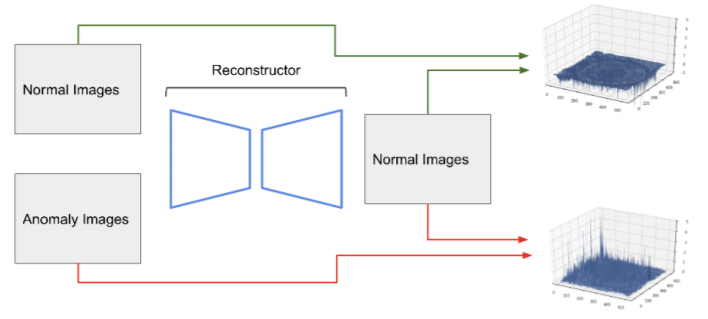 Normal Images
Reconstructor
Normal Images
Anomaly Images